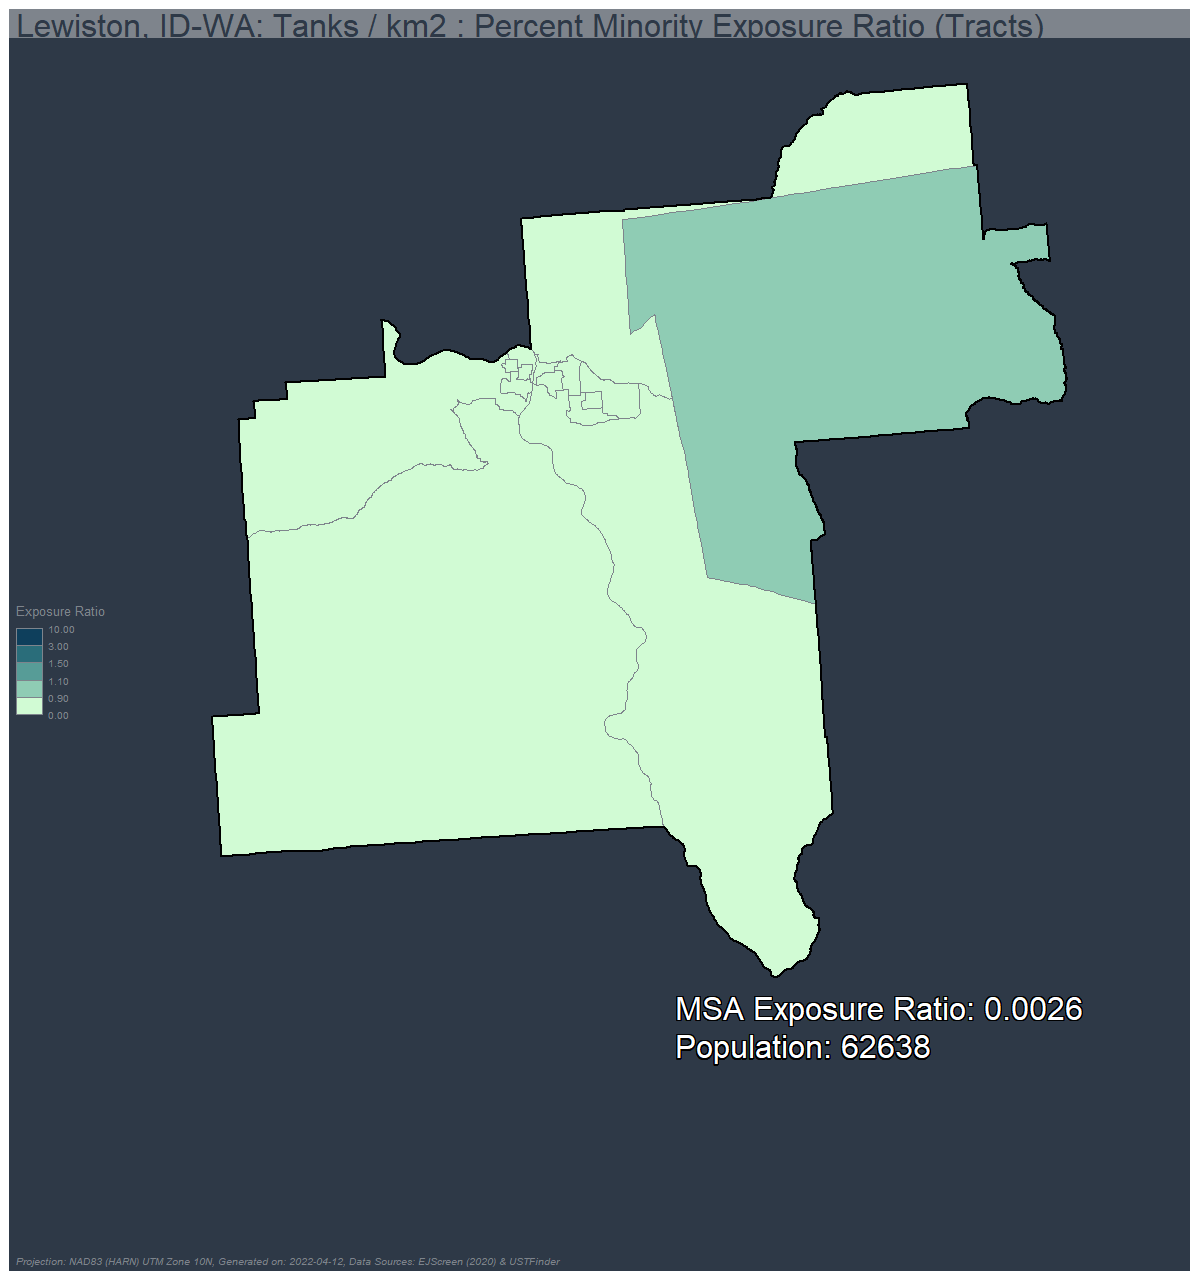 Lewiston, ID-WA: Tanks / km2 : Percent Minority Exposure Ratio (Tracts)
Exposure Ratio
10.00
3.00
1.50
1.10
0.90
0.00
MSA Exposure Ratio: 0.0026
Population: 62638
Projection: NAD83 (HARN) UTM Zone 10N, Generated on: 2022-04-12, Data Sources: EJScreen (2020) & USTFinder